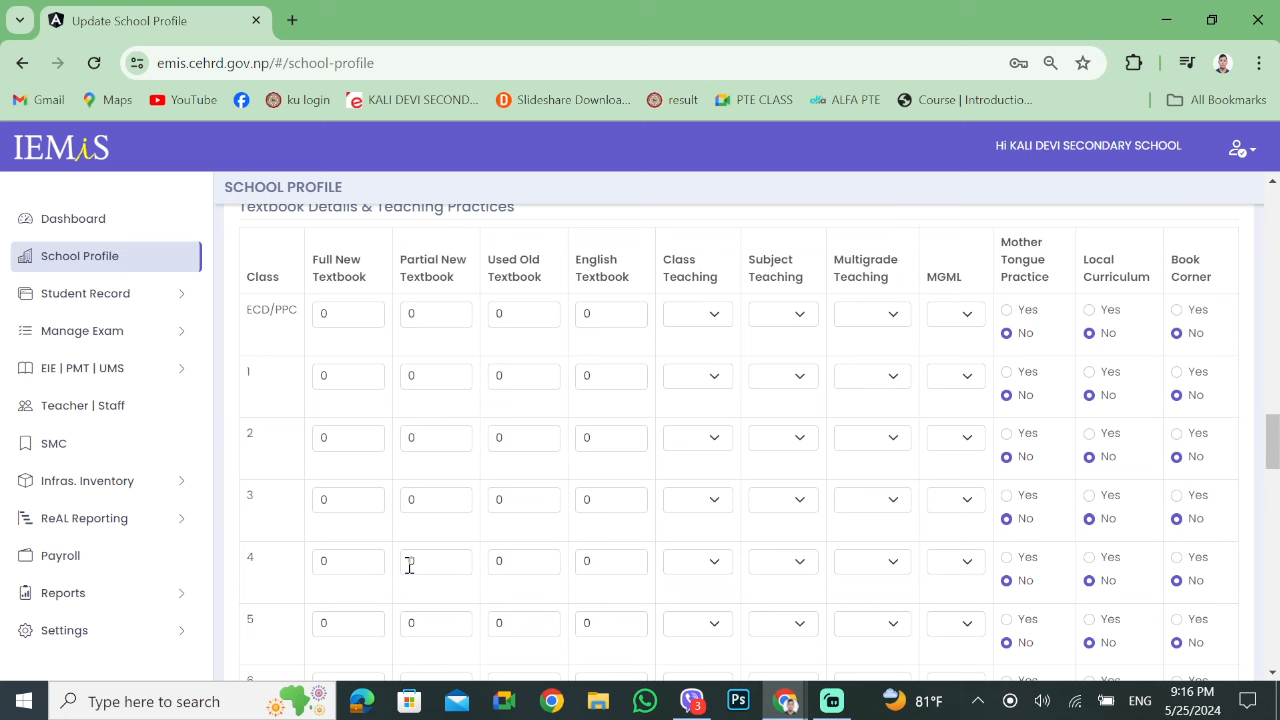 Update School Profile
emis.cehrd.gov.np/#/school-profile
Gmail
Maps
YouTube
ku login
KALI DEVI SECOND...
Slideshare Downloa...
result
PTE CLASS
alfa
ALFA PTE
Course | Introductio...
All Bookmarks
IEMiS
Hi KALI DEVI SECONDARY SCHOOL
SCHOOL PROFILE
Dashboard
School Profile
Student Record
Manage Exam
EIE | PMT | UMS
Teacher | Staff
SMC
Infras. Inventory
ReAL Reporting
Payroll
Reports
Settings
Textbook Details & Teaching Practices
Class
Full New
Textbook
Partial New
Textbook
Used Old
Textbook
English
Textbook
Class
Teaching
Subject
Teaching
Multigrade
Teaching
MGML
Mother
Tongue
Practice
Local
Curriculum
Book
Corner
ECD/PPC 0 0 0 0 Yes Yes Yes
No No No
1 0 0 0 0 Yes Yes Yes
No No No
2 0 0 0 0 Yes Yes Yes
No No No
3 0 0 0 0 Yes Yes Yes
No No No
4 0 0 0 0 Yes Yes Yes
No No No
5 0 0 0 0 Yes Yes Yes
No No No
6 Yes Yes Yes
Type here to search
3
Ps
81°F
ENG
9:16 PM
5/25/2024